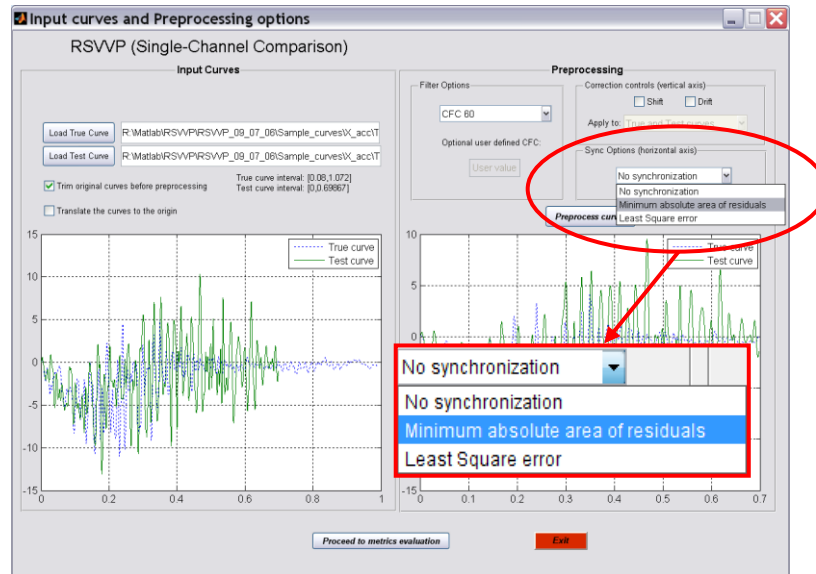 Input curves and Preprocessing options
RSVVP (Single-Channel Comparison)
Input Curves
Load True Curve
R:\Matlab\RSVVP\RSVVP_09_07_06\Sample_curves\X_acc\T
Load Test Curve
R:\Matlab\RSVVP\RSVVP_09_07_06\Sample_curves\X_acc\T
Trim original curves before preprocessing
True curve interval: [0.08,1.072]
Test curve interval: [0,0.69867]
Translate the curves to the origin
Preprocessing
Filter Options
CFC 60
Optional user defined CFC:
User value
Correction controls (vertical axis)
Shift
Drift
Apply to:
True and Test curves
Sync Options (horizontal axis)
No synchronization
No synchronization
Minimum absolute area of residuals
Least Square error
Preprocess
15
10
5
0
-5
-10
-15
0
0.2
0.4
0.6
0.8
1
True curve
Test curve
10
5
0
-15
0
0.1
0.2
0.3
0.4
0.5
0.6
0.7
True curve
Test curve
No synchronization
No synchronization
Minimum absolute area of residuals
Least Square error
Proceed to metrics evaluation
Exit